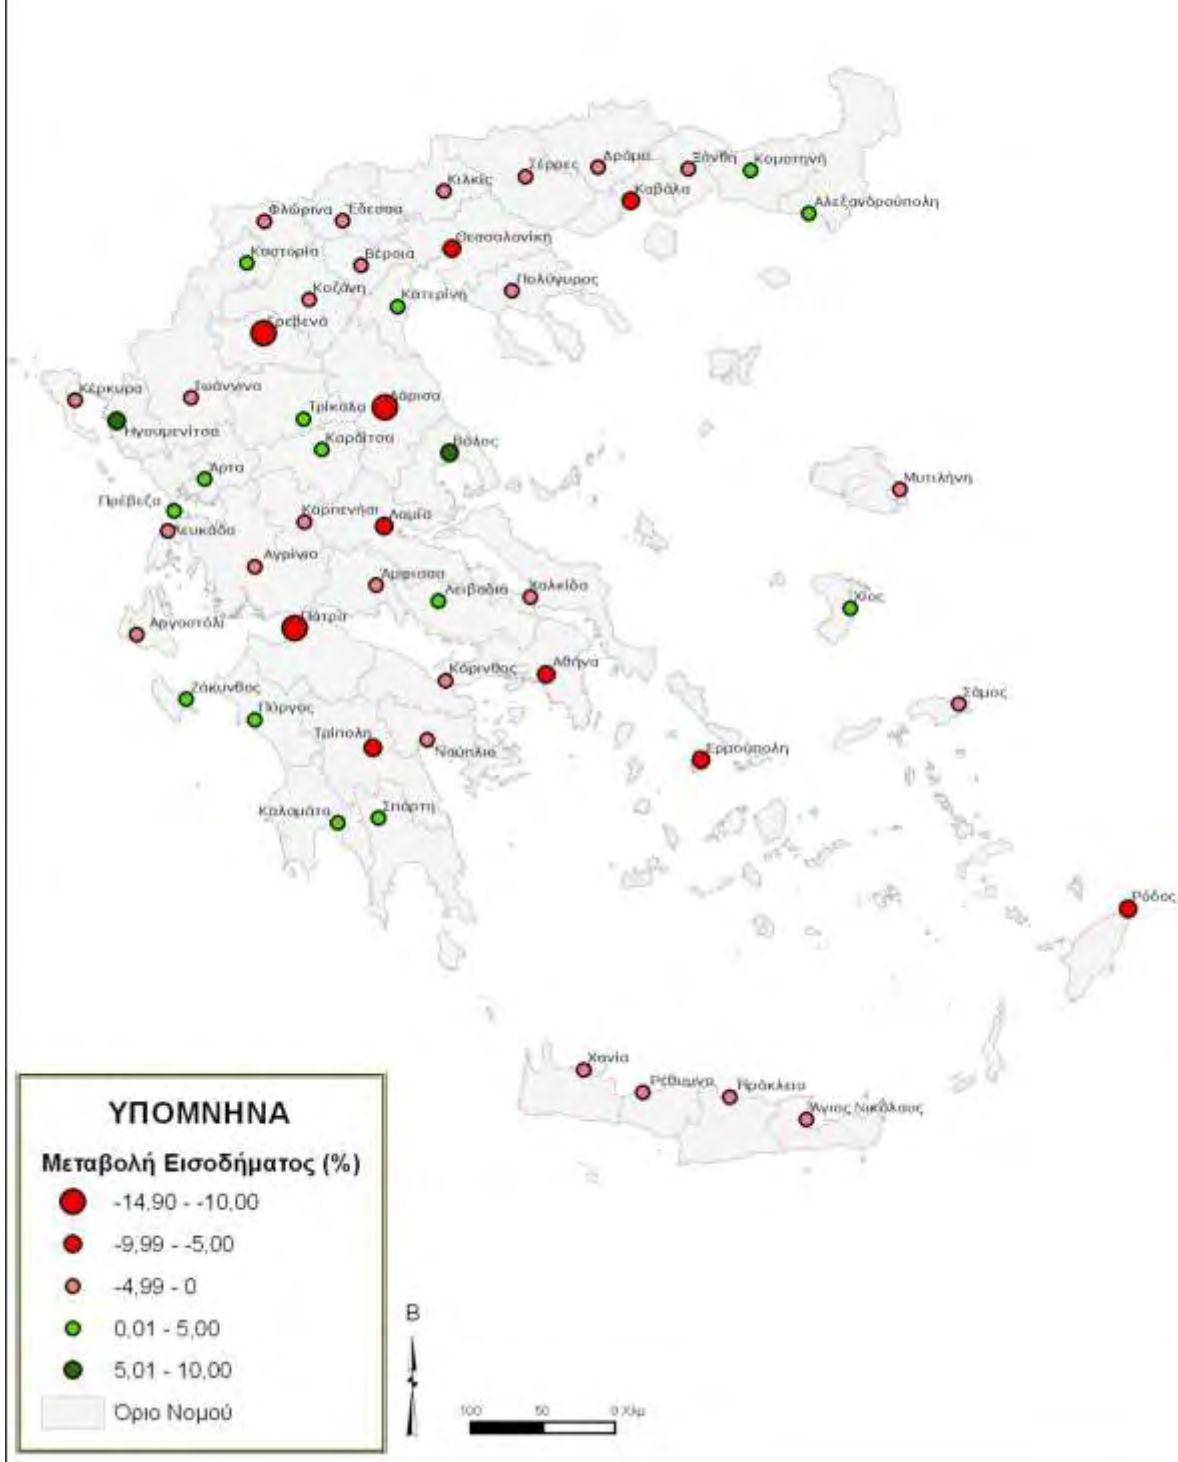 Δράμα
Ξάνθη
Κομοτηνή
Σέρρες
Κιλκίς
Καβάλα
Αλεξανδρούπολη
Φλώρινα
Έδεσσα
Θεσσαλονίκη
Καστοριά
Βέροια
Πολύγυρος
Κοζάνη
Κατερίνη
Γρεβενά
Κέρκυρα
Ιωάννινα
Λάρισα
Τρίκαλα
Ηγουμενίτσα
Καρδίτσα
Βόλος
Άρτα
Μυτιλήνη
Πρέβεζα
Καρπενήσι
Λαμία
Λευκάδα
Αγρίνιο
Άμφισσα
Λειβαδιά
Χαλκίδα
Χίος
Πάτρα
Αργοστόλι
Κόρινθος
Αθήνα
Ζάκυνθος
Σάμος
Πύργος
Τρίπολη
Ναύπλιο
Ερμούπολη
Καλαμάτα
Σπάρτη
Ρόδος
Χανιά
Ρέθυμνο
Ηράκλειο
Άγιος Νικόλαος
ΥΠΟΜΝΗΝΑ
Μεταβολή Εισοδήματος (%)
-14,90 - -10,00
-9,99 - -5,00
-4,99 - 0
0,01 - 5,00
5,01 - 10,00
Όριο Νομού
Β
100 50 0 Χλμ